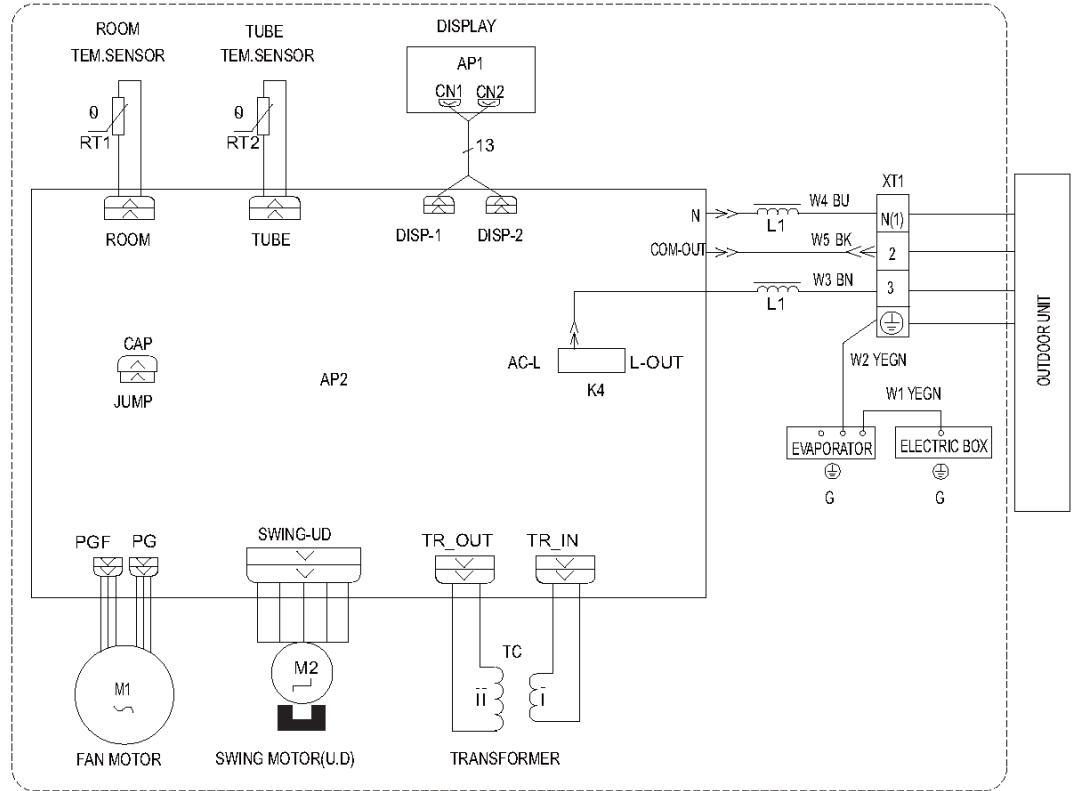 ROOM
TEM.SENSOR
TUBE
TEM.SENSOR
DISPLAY
AP1
CN1 CN2
θ
RT1
θ
RT2
13
ROOM
TUBE
DISP-1
DISP-2
N
COM-OUT
W4 BU
L1
W5 BK
W3 BN
L1
XT1
N(1)
2
3
OUTDOOR UNIT
CAP
JUMP
AP2
AC-L
L-OUT
K4
W2 YEGN
W1 YEGN
EVAPORATOR
G
ELECTRIC BOX
G
PGF
PG
SWING-UD
TR_OUT
TR_IN
M1
M2
TC
ii
i
FAN MOTOR
SWING MOTOR(U.D)
TRANSFORMER